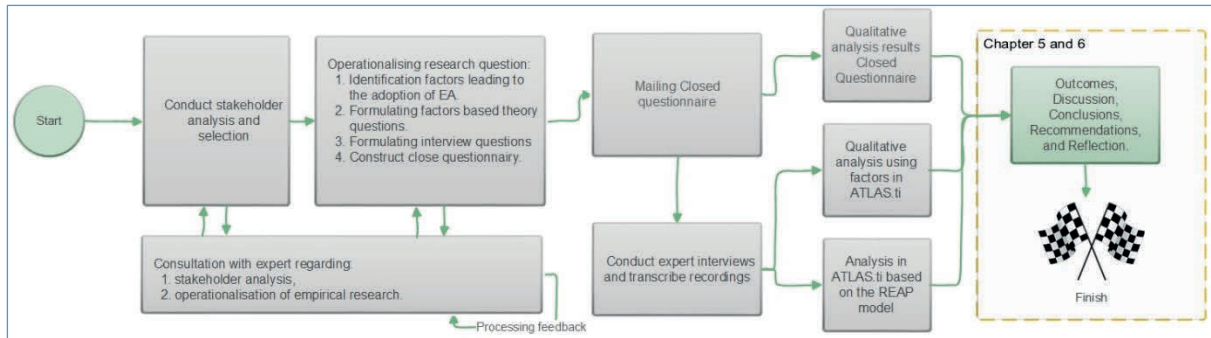 Start
Conduct stakeholder
analysis and
selection
Operationalising research question:
1. Identification factors leading to
the adoption of EA.
2. Formulating factors based theory
questions.
3. Formulating interview questions
4. Construct close questionnairy.
Consultation with expert regarding:
1. stakeholder analysis,
2. operationalisation of empirical research.
Processing feedback
Mailing Closed
questionnaire
Conduct expert interviews
and transcribe recordings
Qualitative
analysis results
Closed
Questionnaire
Qualitative
analysis using
factors in
ATLAS.ti
Analysis in
ATLAS.ti based
on the REAP
model
Chapter 5 and 6
Outcomes,
Discussion,
Conclusions,
Recommendations,
and Reflection.
Finish